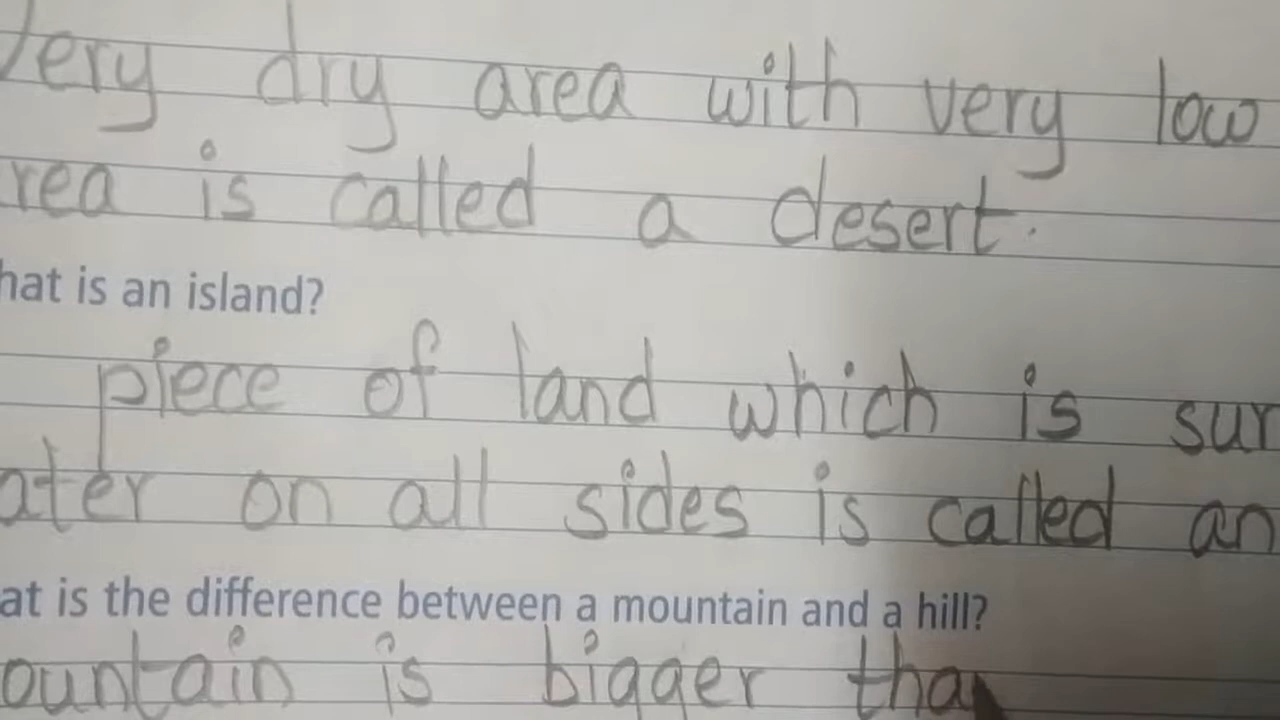 Very dry area with very low
rea is called a desert.
hat is an island?
piece of land which is sur
ater on all sides is called an
at is the difference between a mountain and a hill?
ountain is bigger than